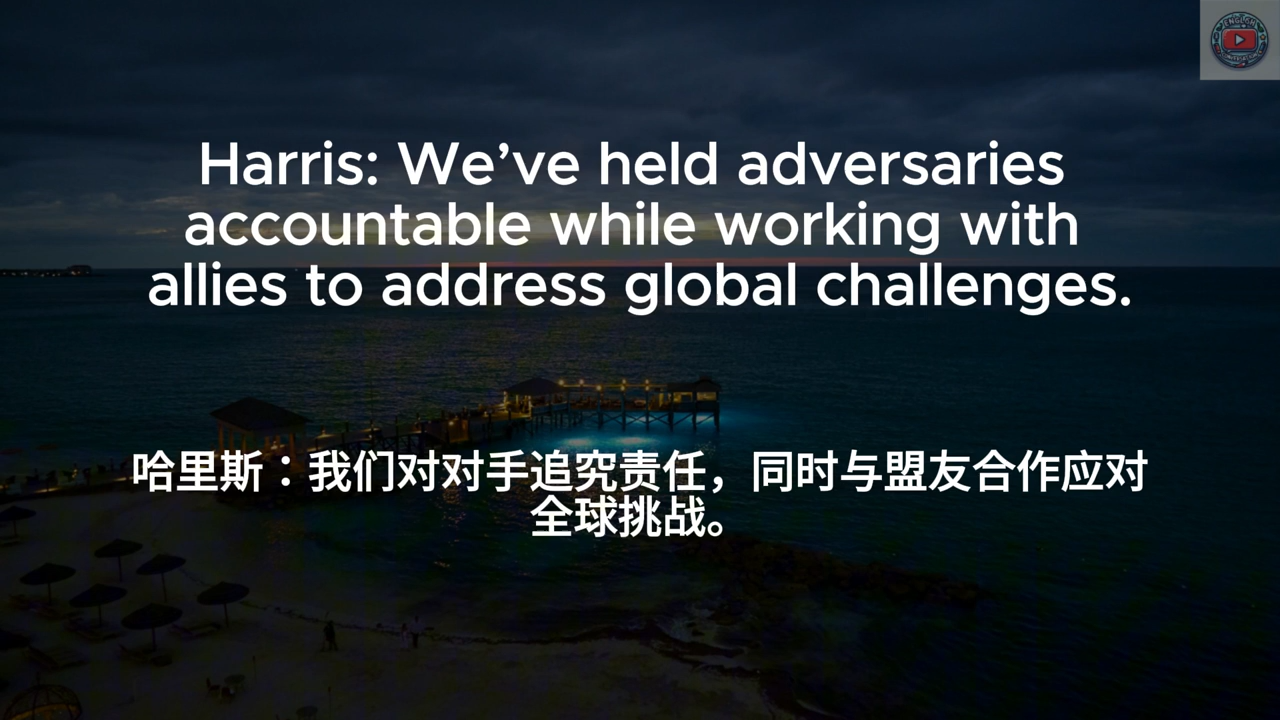 Harris: We’ve held adversaries
accountable while working with
allies to address global challenges.
哈里斯：我们对对手追究责任，同时与盟友合作应对
全球挑战。